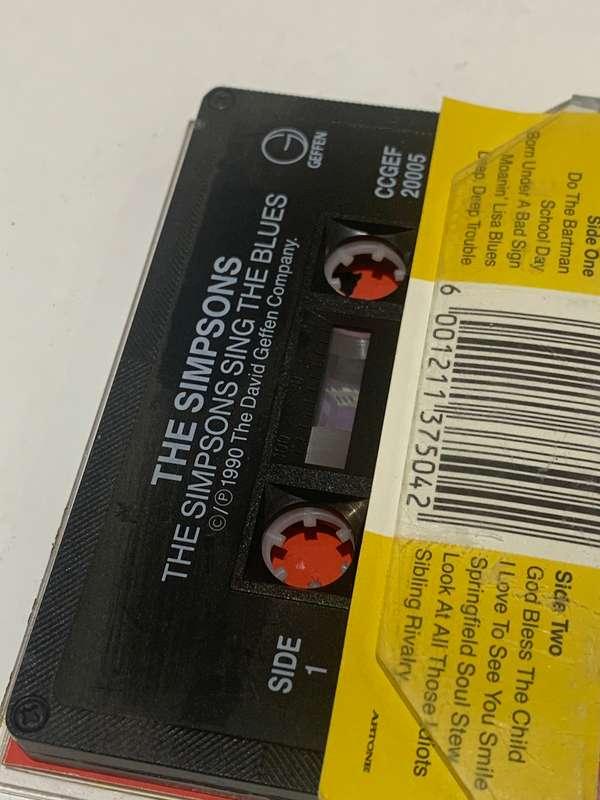 THE SIMPSONS
THE SIMPSONS SING THE BLUES
©/℗ 1990 The David Geffen Company.
GEFFEN
CCGEF
20005
SIDE
1
Side One
Do The Bartman
School Day
Born Under A Bad Sign
Moanin' Lisa Blues
Deep, Deep Trouble
6 001211 375042
Side Two
God Bless The Child
I Love To See You Smile
Springfield Soul Stew
Look At All Those Idiots
Sibling Rivalry
ARTONE